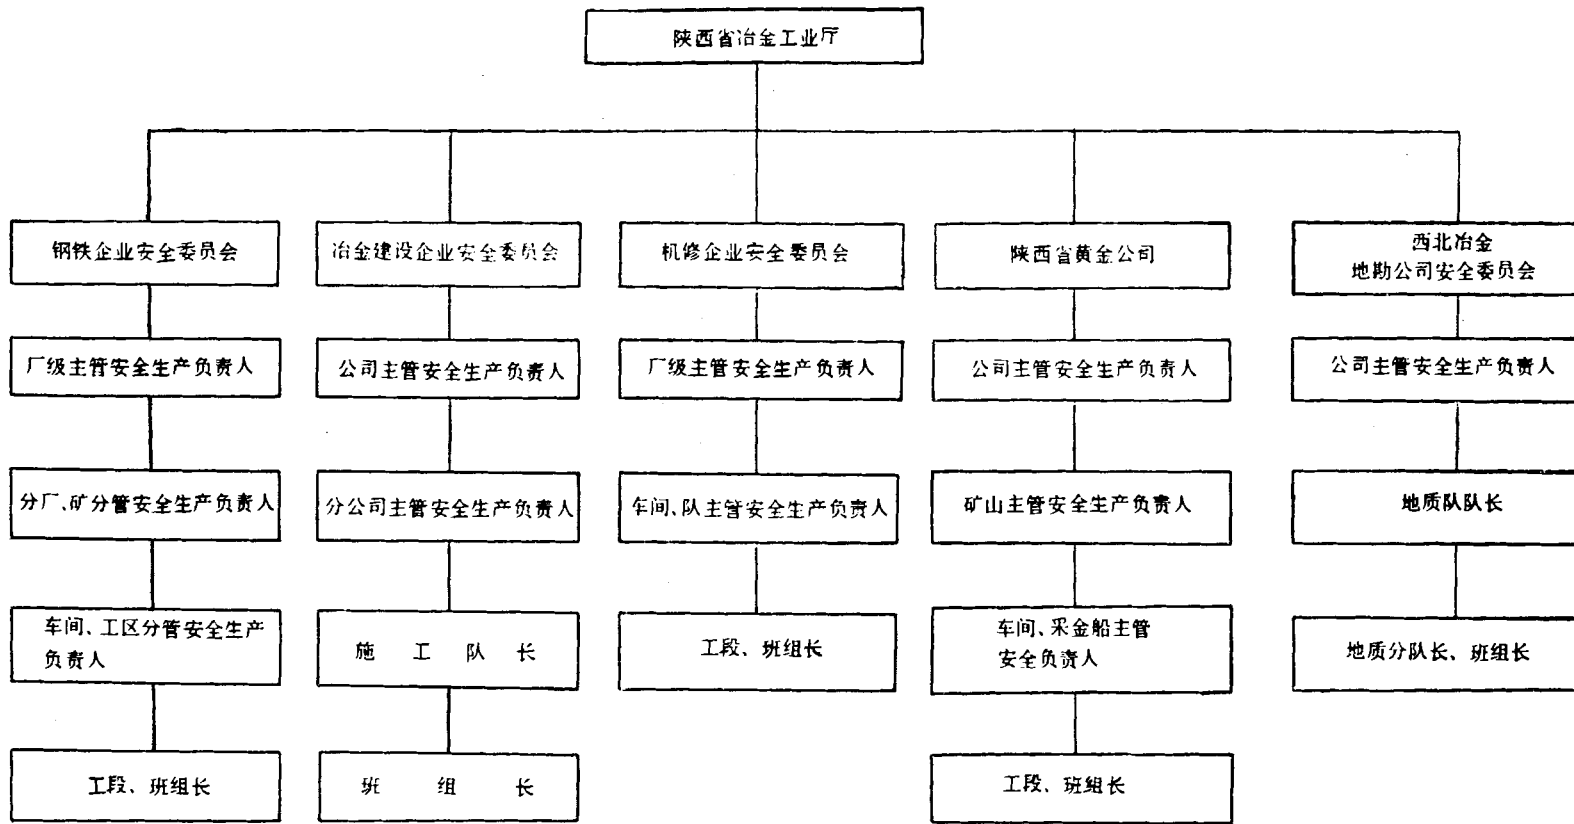 陕西省冶金工业厅
钢铁企业安全委员会
冶金建设企业安全委员会
机修企业安全委员会
陕西省黄金公司
西北冶金
地勘公司安全委员会
厂级主管安全生产负责人
公司主管安全生产负责人
厂级主管安全生产负责人
公司主管安全生产负责人
公司主管安全生产负责人
分厂、矿分管安全生产负责人
分公司主管安全生产负责人
车间、队主管安全生产负责人
矿山主管安全生产负责人
地质队队长
车间、工区分管安全生产
负责人
施工队长
工段、班组长
车间、采金船主管
安全负责人
地质分队长、班组长
工段、班组长
班组长
工段、班组长